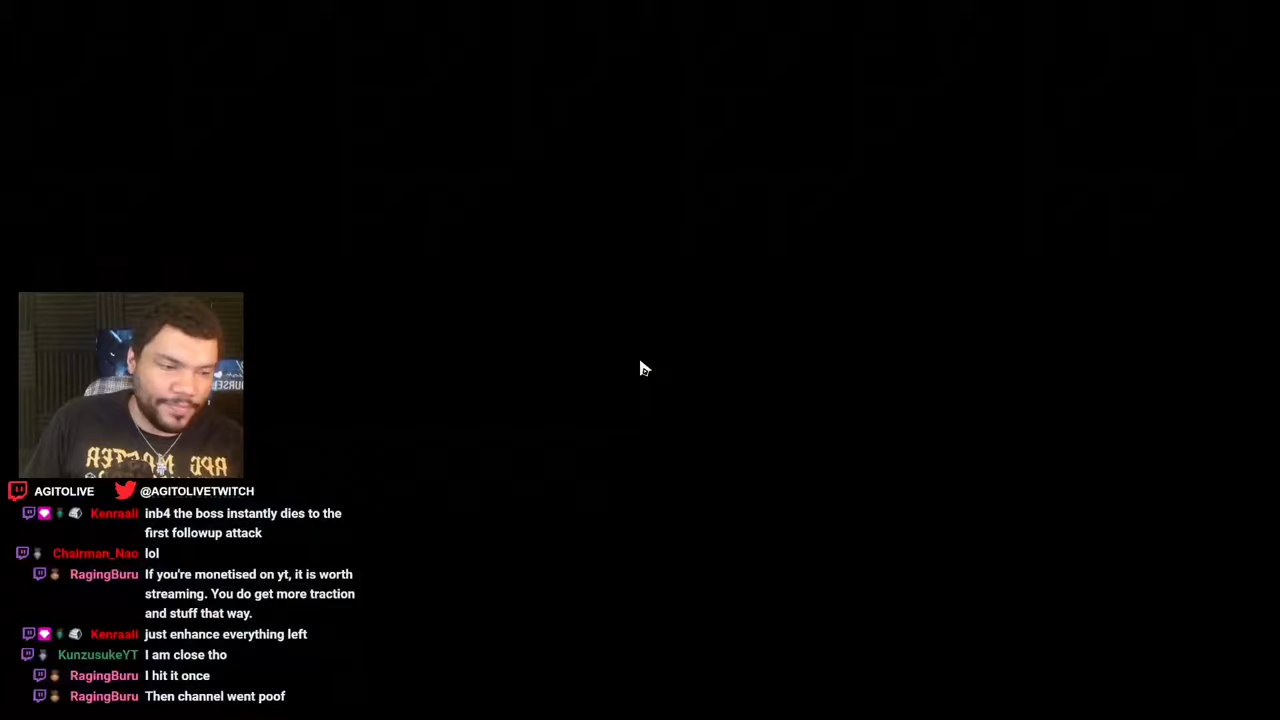 AGITOLIVE @AGITOLIVETWITCH
Kenraali inb4 the boss instantly dies to the
first followup attack
Chairman_Nao lol
RagingBuru If you're monetised on yt, it is worth
streaming. You do get more traction
and stuff that way.
Kenraali just enhance everything left
KunzusukeYT I am close tho
RagingBuru I hit it once
RagingBuru Then channel went poof